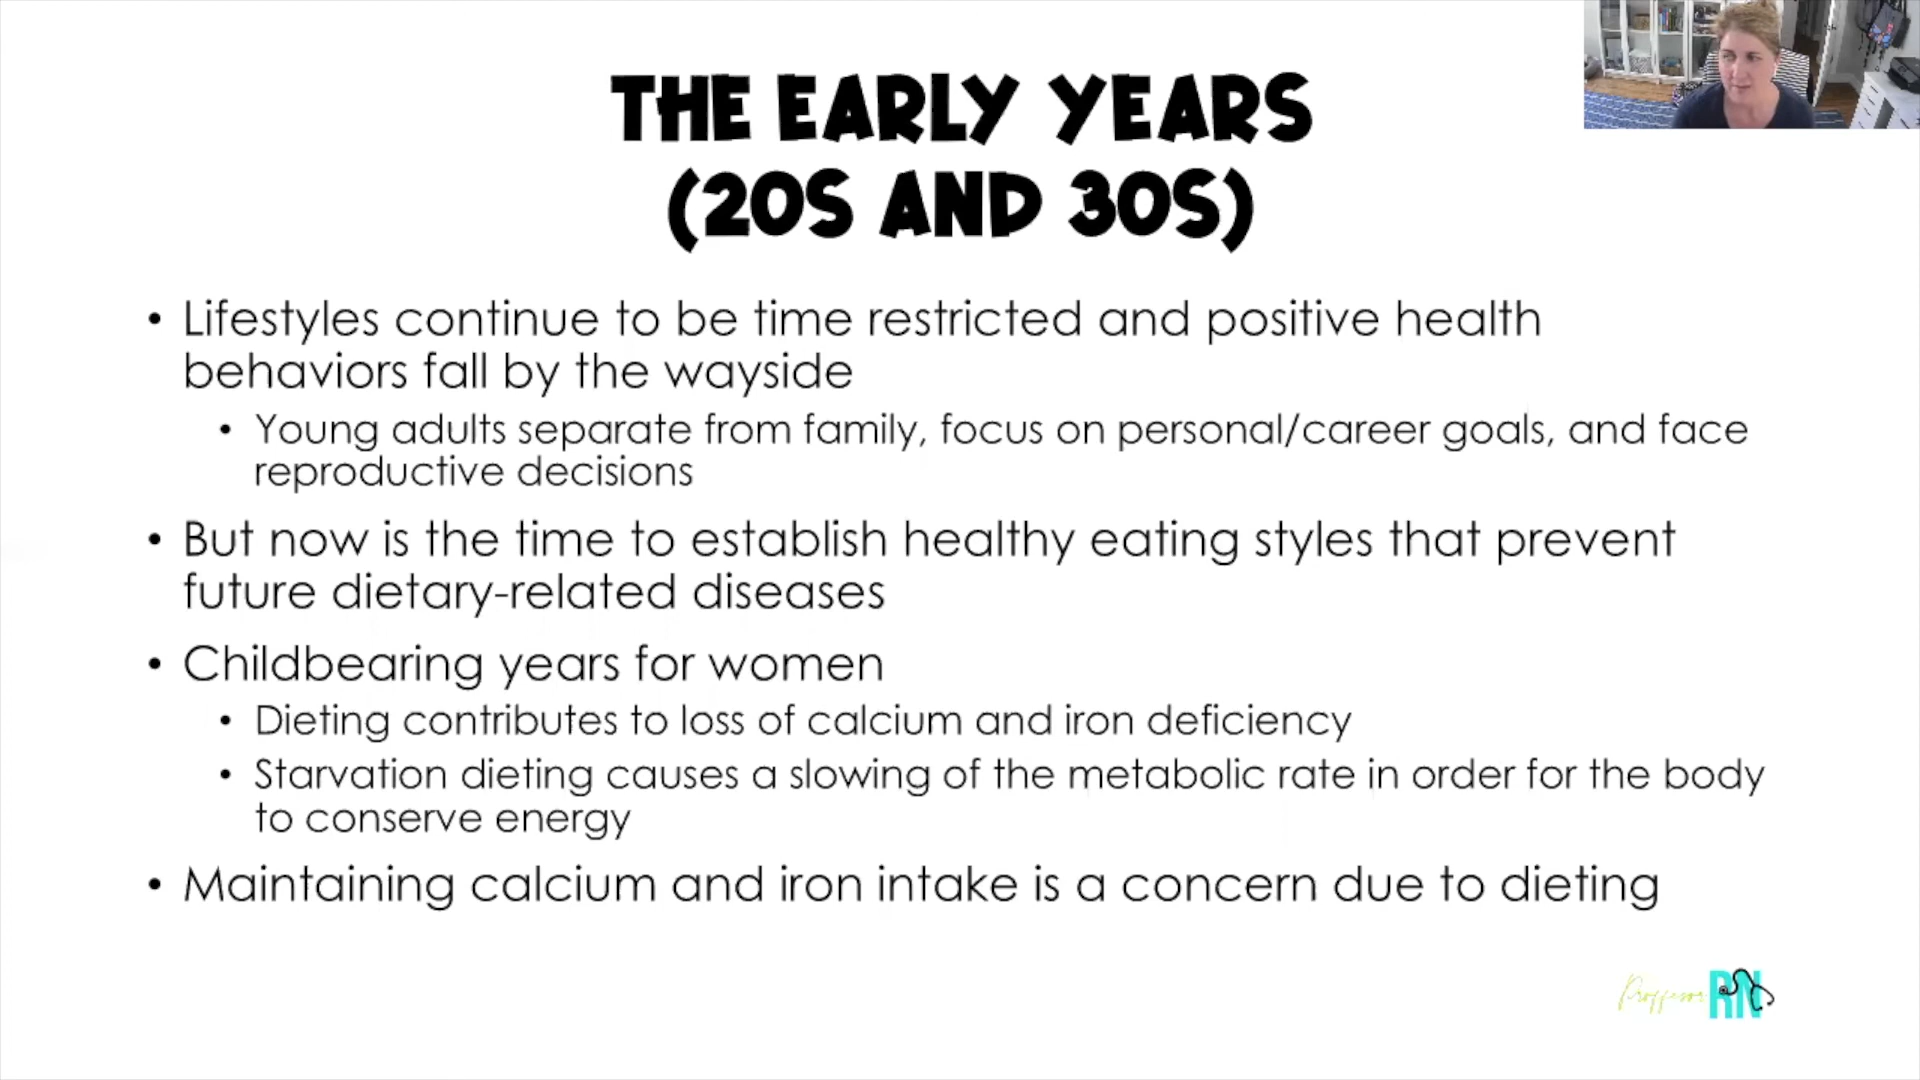 THE EARLY YEARS
(20S AND 30S)
• Lifestyles continue to be time restricted and positive health
behaviors fall by the wayside
• Young adults separate from family, focus on personal/career goals, and face
reproductive decisions
• But now is the time to establish healthy eating styles that prevent
future dietary-related diseases
• Childbearing years for women
• Dieting contributes to loss of calcium and iron deficiency
• Starvation dieting causes a slowing of the metabolic rate in order for the body
to conserve energy
• Maintaining calcium and iron intake is a concern due to dieting
Proffesor RN